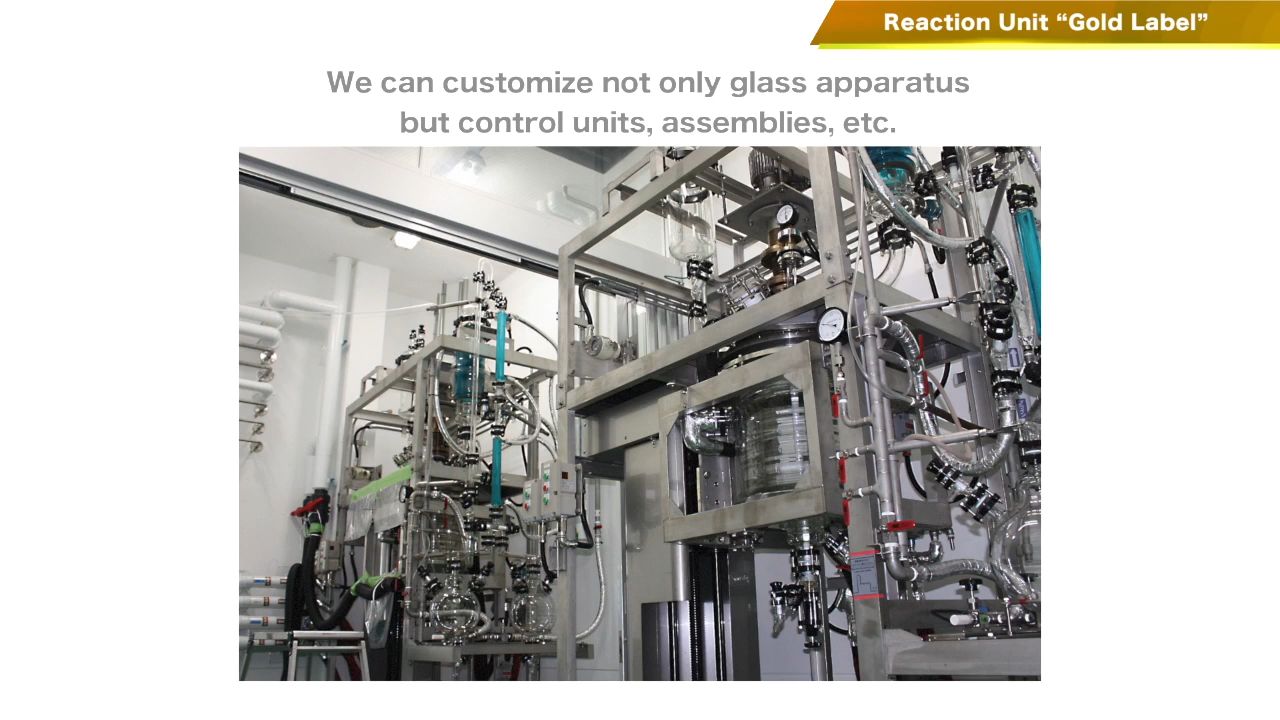 Reaction Unit “Gold Label”
We can customize not only glass apparatus
but control units, assemblies, etc.